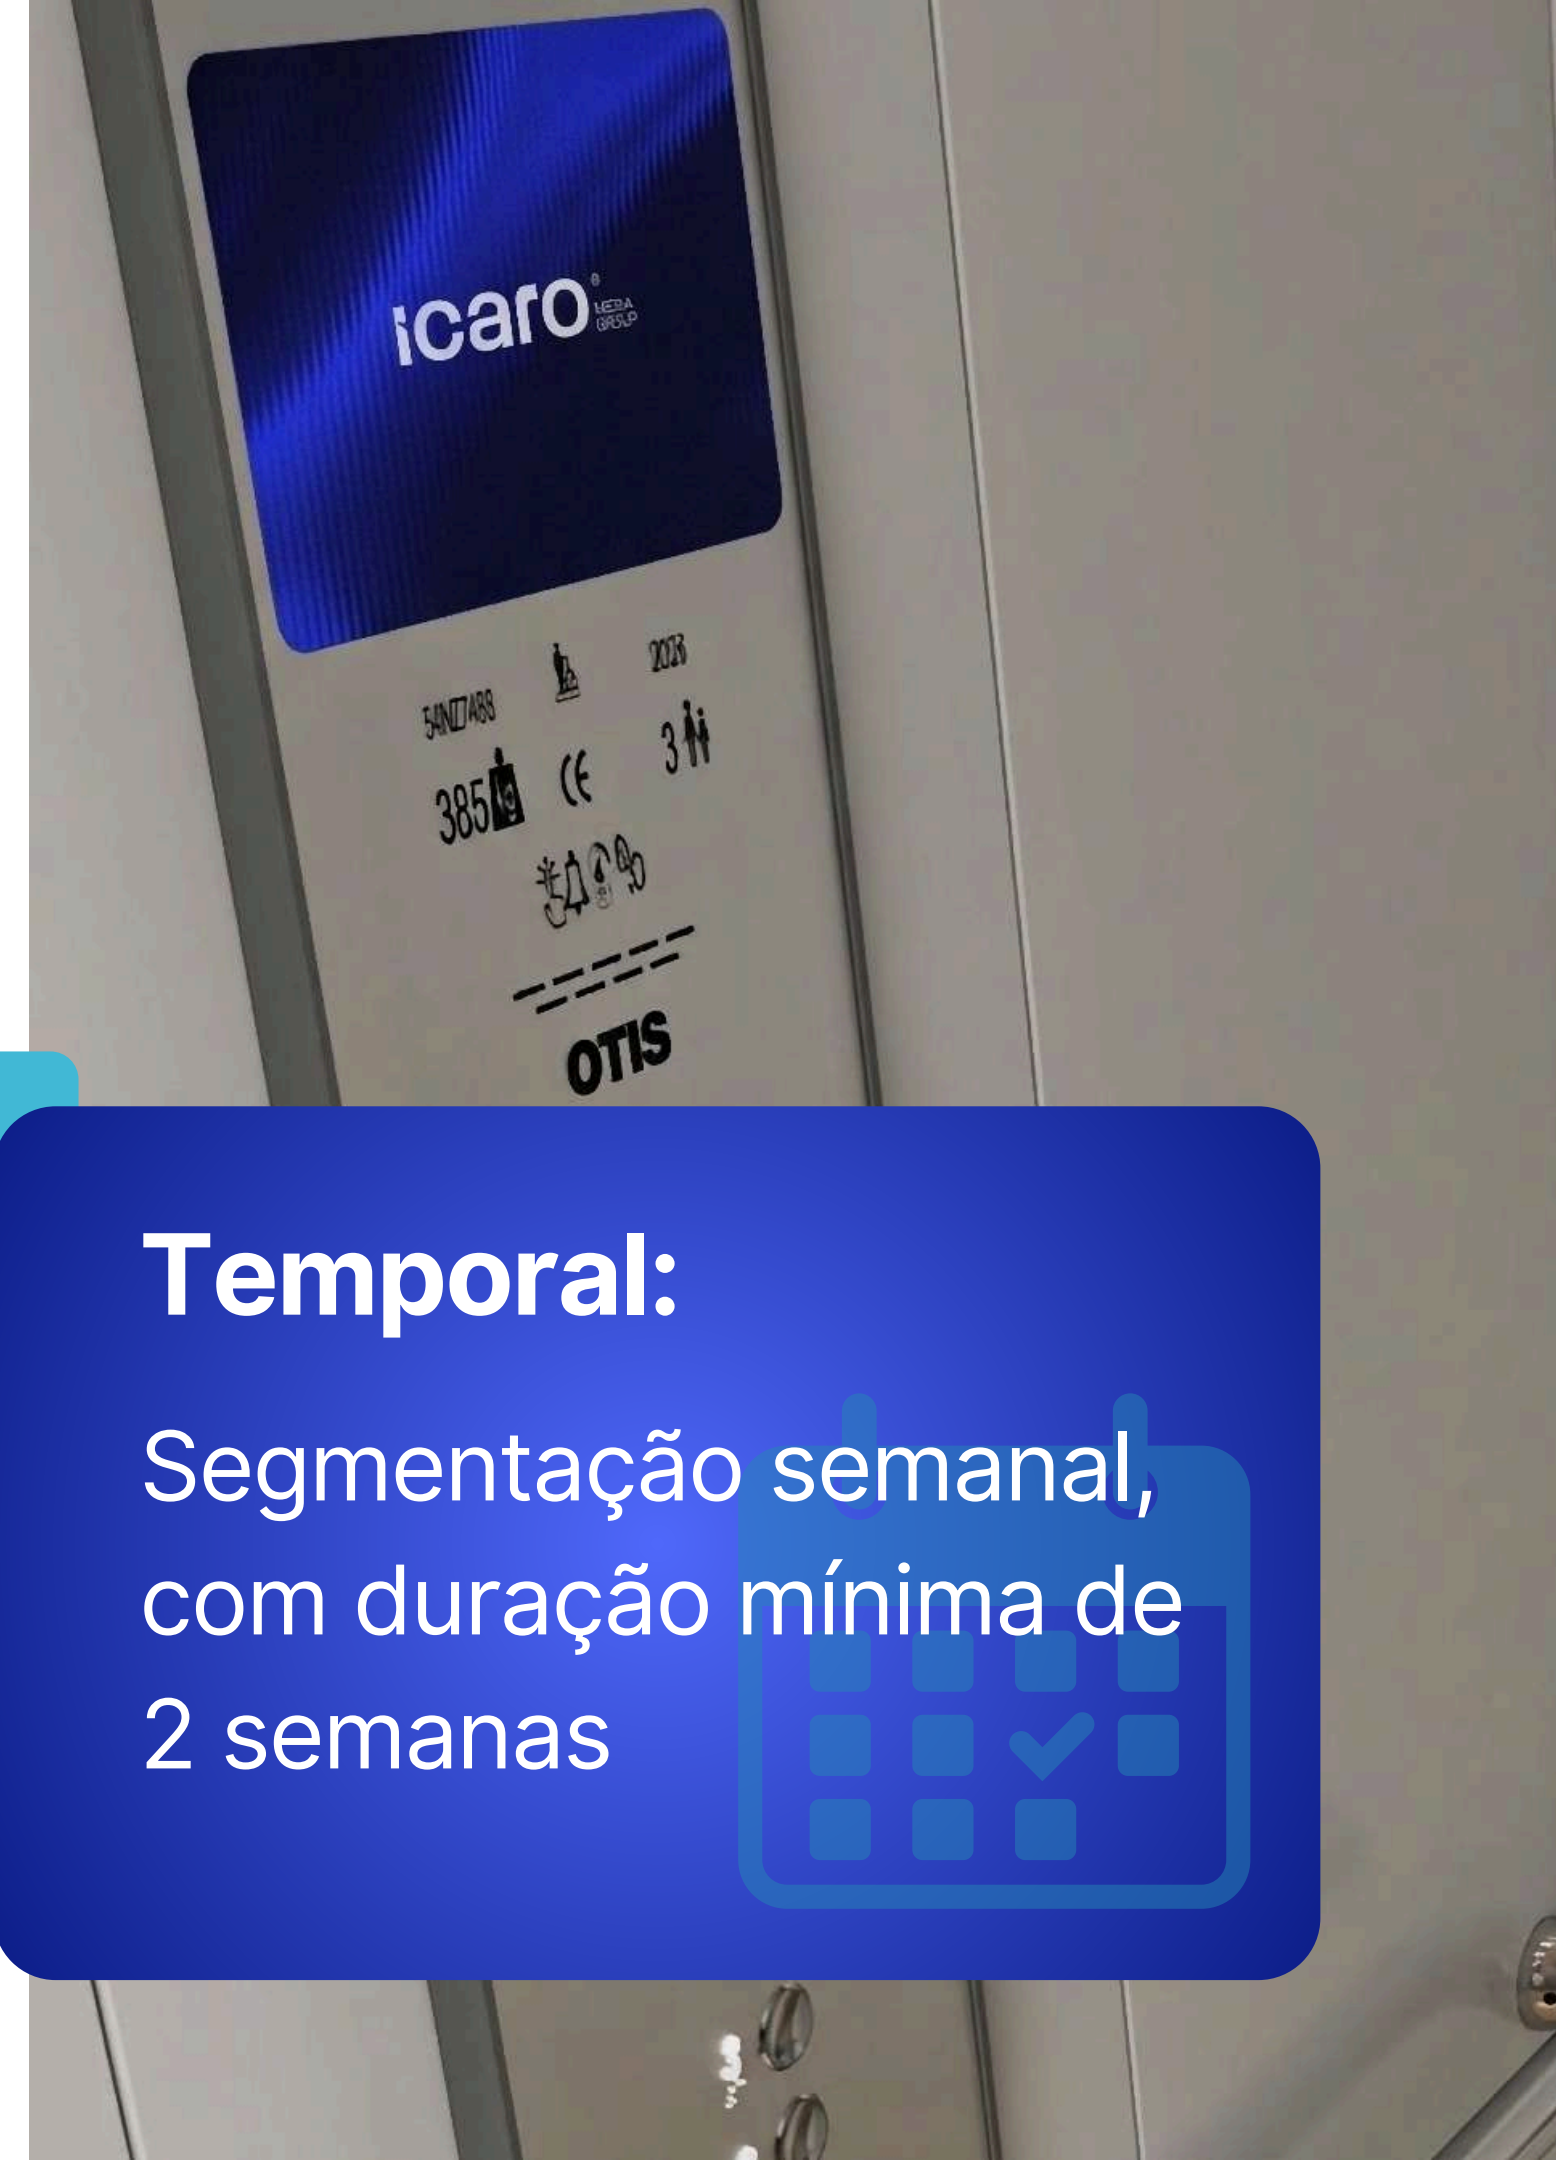 icaro
385
CE
3
OTIS
Temporal:
Segmentação semanal,
com duração mínima de
2 semanas